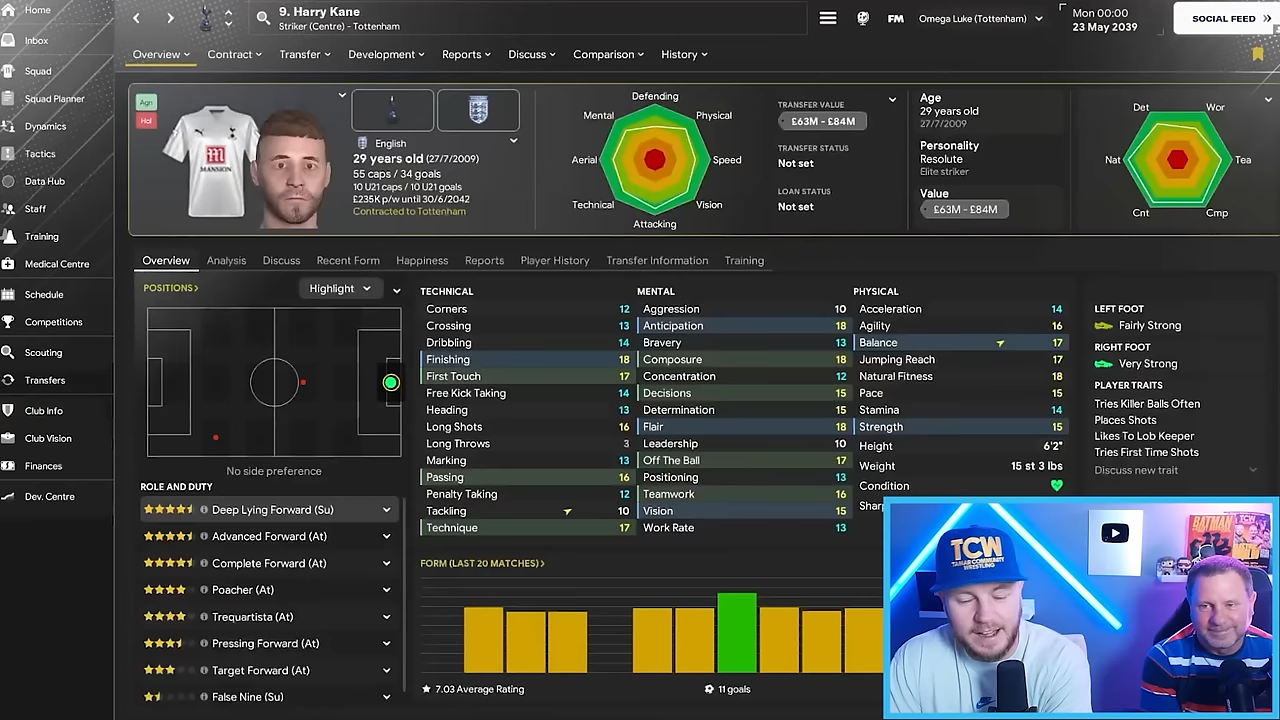 Home
9. Harry Kane
Striker (Centre) - Tottenham
FM
Omega Luke (Tottenham)
Mon 00:00
23 May 2039
SOCIAL FEED
Inbox
Squad
Squad Planner
Dynamics
Tactics
Data Hub
Staff
Training
Medical Centre
Schedule
Competitions
Scouting
Transfers
Club Info
Club Vision
Finances
Dev. Centre
Overview
Contract
Transfer
Development
Reports
Discuss
Comparison
History
Agn
Hol
MANSION
English
29 years old (27/7/2009)
55 caps / 34 goals
10 U21 caps / 10 U21 goals
£235K p/w until 30/6/2042
Contracted to Tottenham
Defending
Mental
Physical
Aerial
Speed
Technical
Vision
Attacking
TRANSFER VALUE
£63M - £84M
TRANSFER STATUS
Not set
LOAN STATUS
Not set
Age
29 years old
27/7/2009
Personality
Resolute
Elite striker
Value
£63M - £84M
Det
Wor
Nat
Tea
Cnt
Cmp
Overview
Analysis
Discuss
Recent Form
Happiness
Reports
Player History
Transfer Information
Training
POSITIONS
Highlight
No side preference
ROLE AND DUTY
Deep Lying Forward (Su)
Advanced Forward (At)
Complete Forward (At)
Poacher (At)
Trequartista (At)
Pressing Forward (At)
Target Forward (At)
False Nine (Su)
TECHNICAL
Corners 12
Crossing 13
Dribbling 14
Finishing 18
First Touch 17
Free Kick Taking 14
Heading 13
Long Shots 16
Long Throws 3
Marking 13
Passing 16
Penalty Taking 12
Tackling 10
Technique 17
MENTAL
Aggression 10
Anticipation 18
Bravery 13
Composure 18
Concentration 12
Decisions 15
Determination 15
Flair 18
Leadership 10
Off The Ball 17
Positioning 13
Teamwork 16
Vision 15
Work Rate 13
PHYSICAL
Acceleration 14
Agility 16
Balance 17
Jumping Reach 17
Natural Fitness 18
Pace 15
Stamina 14
Strength 15
Height 6'2"
Weight 15 st 3 lbs
Condition
Sharp
LEFT FOOT
Fairly Strong
RIGHT FOOT
Very Strong
PLAYER TRAITS
Tries Killer Balls Often
Places Shots
Likes To Lob Keeper
Tries First Time Shots
Discuss new trait
FORM (LAST 20 MATCHES)
7.03 Average Rating
11 goals
TCW
TAMAR COMMUNITY
WRESTLING
BATMAN
TCW